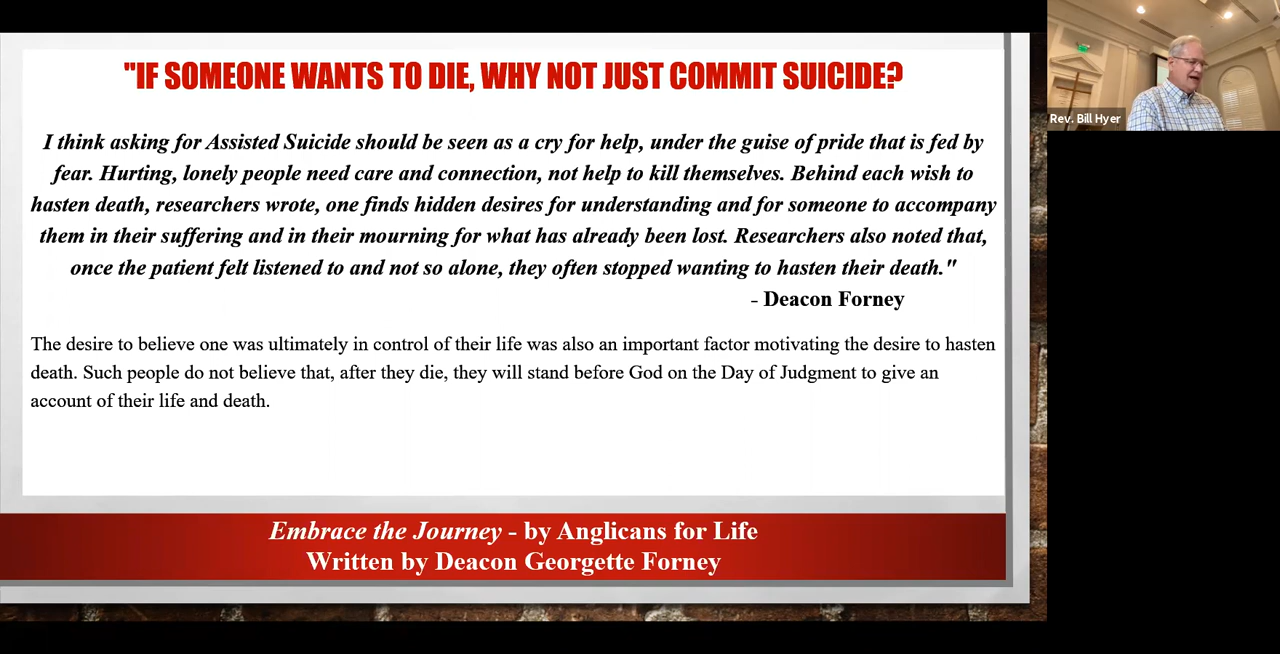 "IF SOMEONE WANTS TO DIE, WHY NOT JUST COMMIT SUICIDE?
I think asking for Assisted Suicide should be seen as a cry for help, under the guise of pride that is fed by
fear. Hurting, lonely people need care and connection, not help to kill themselves. Behind each wish to
hasten death, researchers wrote, one finds hidden desires for understanding and for someone to accompany
them in their suffering and in their mourning for what has already been lost. Researchers also noted that,
once the patient felt listened to and not so alone, they often stopped wanting to hasten their death."
- Deacon Forney
The desire to believe one was ultimately in control of their life was also an important factor motivating the desire to hasten
death. Such people do not believe that, after they die, they will stand before God on the Day of Judgment to give an
account of their life and death.
Embrace the Journey - by Anglicans for Life
Written by Deacon Georgette Forney
Rev. Bill Hyer